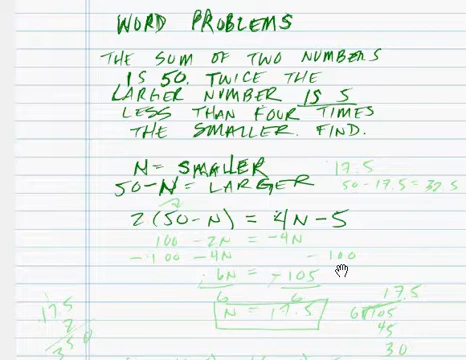 WORD PROBLEMS
THE SUM OF TWO NUMBERS
IS 50. TWICE THE
LARGER NUMBER IS 5
LESS THAN FOUR TIMES
THE SMALLER. FIND.
N = SMALLER
17.5
50-N = LARGER
50 - 17.5 = 32.5
2(50-N) = 4N-5
100 -2N = -4N
-100 -4N -100
-6N = -105
6 6
N = 17.5
17.5
2
35 0
17.5
6 105
45
30